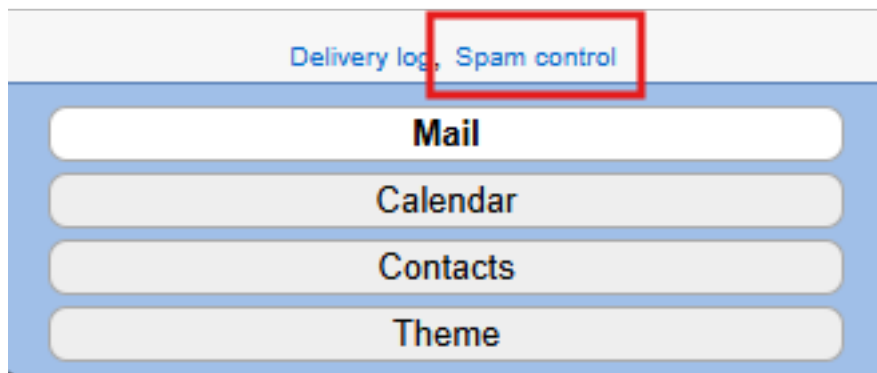 Delivery log, Spam control
Mail
Calendar
Contacts
Theme